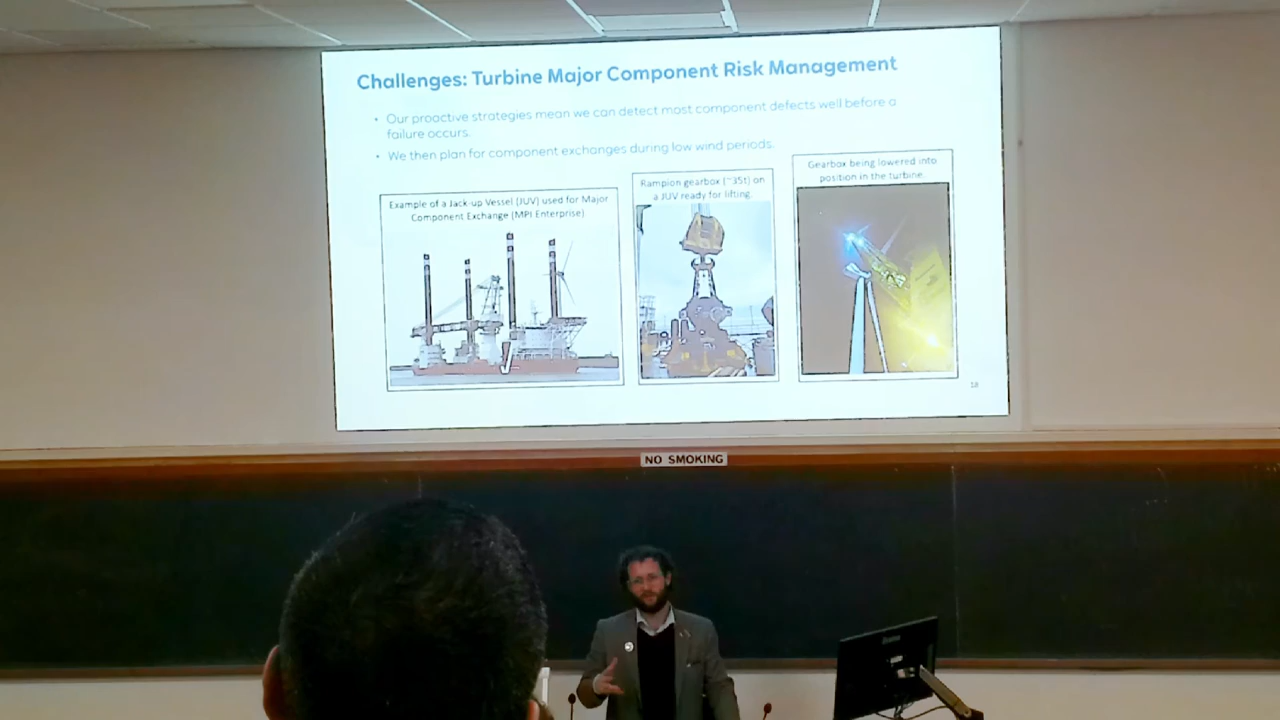 Challenges: Turbine Major Component Risk Management
• Our proactive strategies mean we can detect most component defects well before a
failure occurs.
• We then plan for component exchanges during low wind periods.
Example of a Jack-up Vessel (JUV) used for Major
Component Exchange (MPI Enterprise)
Rampion gearbox (~35t) on
a JUV ready for lifting.
Gearbox being lowered into
position in the turbine.
18
NO SMOKING